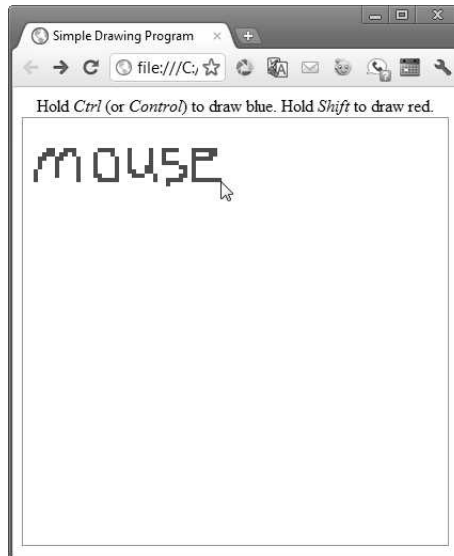 Simple Drawing Program
file:///C:/
Hold Ctrl (or Control) to draw blue. Hold Shift to draw red.
mouse